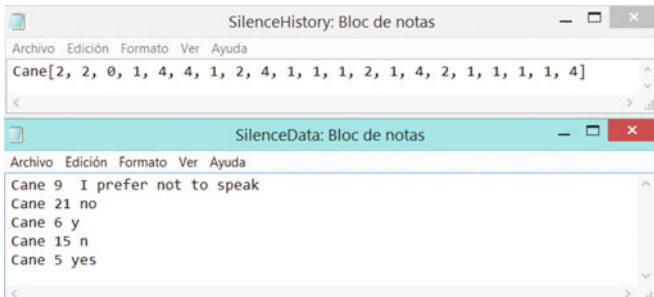 SilenceHistory: Bloc de notas
Archivo Edición Formato Ver Ayuda
Cane[2, 2, 0, 1, 4, 4, 1, 2, 4, 1, 1, 1, 2, 1, 4, 2, 1, 1, 1, 1, 4]
SilenceData: Bloc de notas
Archivo Edición Formato Ver Ayuda
Cane 9  I prefer not to speak
Cane 21 no
Cane 6 y
Cane 15 n
Cane 5 yes